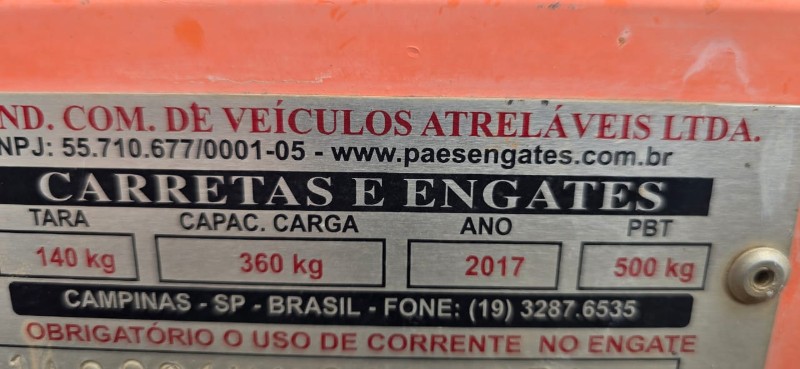 ND. COM. DE VEÍCULOS ATRELÁVEIS LTDA.
NPJ: 55.710.677/0001-05 - www.paesengates.com.br
CARRETAS E ENGATES
TARA CAPAC. CARGA ANO PBT
140 kg 360 kg 2017 500 kg
CAMPINAS - SP - BRASIL - FONE: (19) 3287.6535
OBRIGATÓRIO O USO DE CORRENTE NO ENGATE